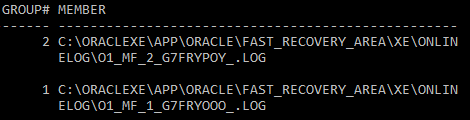 GROUP# MEMBER
------ --------------------------------------------------
2 C:\ORACLEXE\APP\ORACLE\FAST_RECOVERY_AREA\XE\ONLIN
ELOG\O1_MF_2_G7FRYPOY_.LOG
1 C:\ORACLEXE\APP\ORACLE\FAST_RECOVERY_AREA\XE\ONLIN
ELOG\O1_MF_1_G7FRYOOO_.LOG